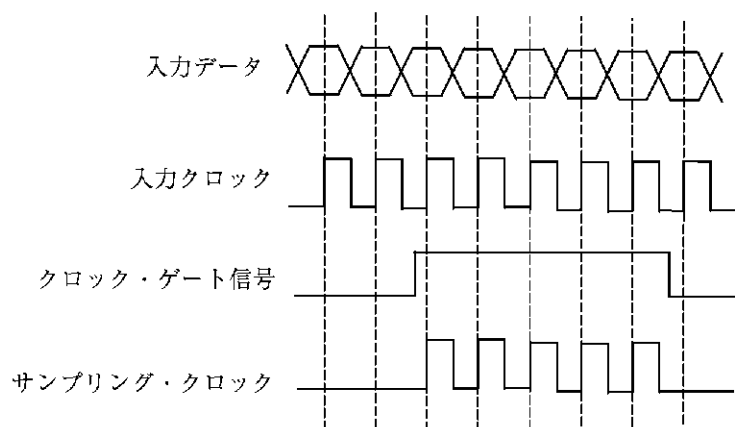 入力データ
入力クロック
クロック・ゲート信号
サンプリング・クロック